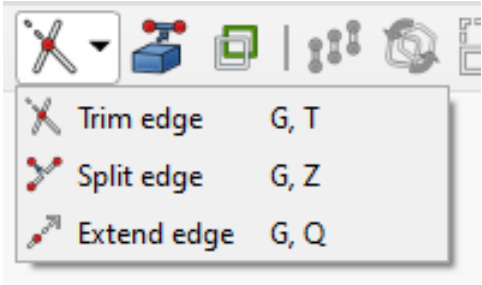 Trim edge G, T
Split edge G, Z
Extend edge G, Q